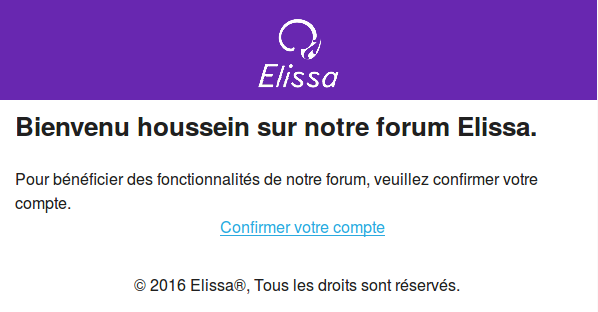 Elissa
Bienvenu houssein sur notre forum Elissa.
Pour bénéficier des fonctionnalités de notre forum, veuillez confirmer votre
compte.
Confirmer votre compte
© 2016 Elissa®, Tous les droits sont réservés.